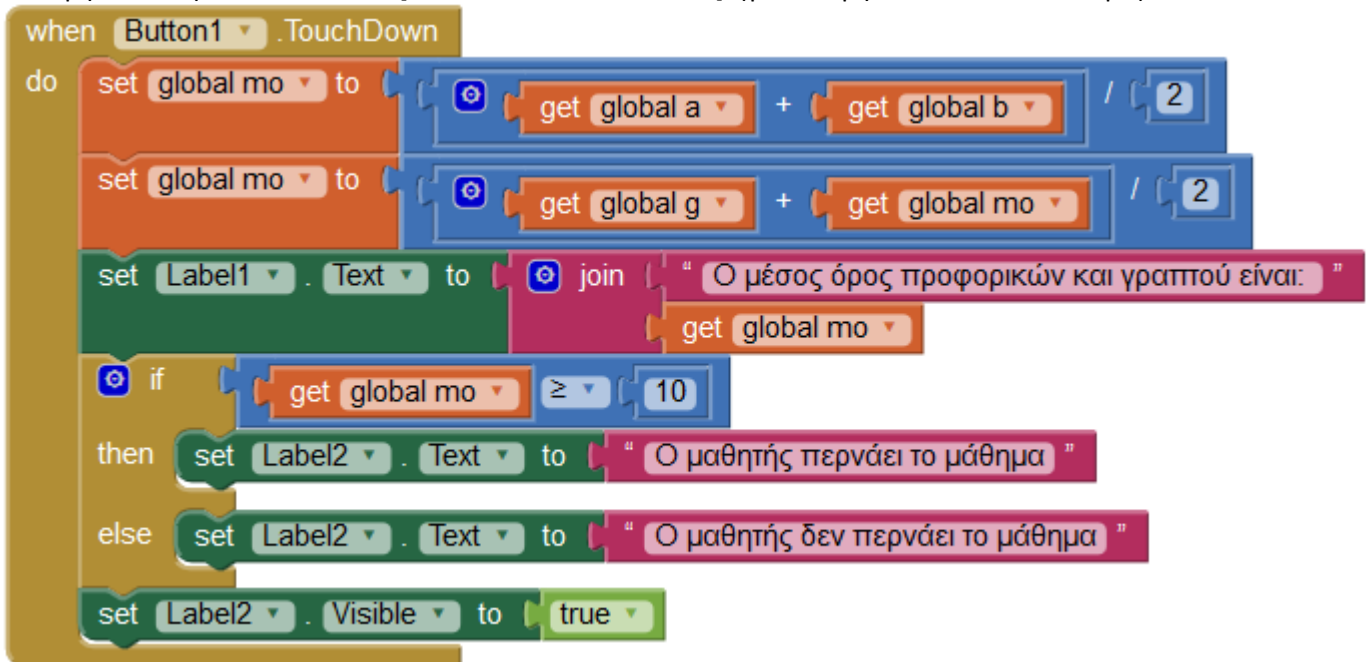 when Button1 .TouchDown
do set global mo to get global a + get global b / 2
set global mo to get global g + get global mo / 2
set Label1 . Text to join " Ο μέσος όρος προφορικών και γραπτού είναι: "
get global mo
if get global mo ≥ 10
then set Label2 . Text to " Ο μαθητής περνάει το μάθημα "
else set Label2 . Text to " Ο μαθητής δεν περνάει το μάθημα "
set Label2 . Visible to true